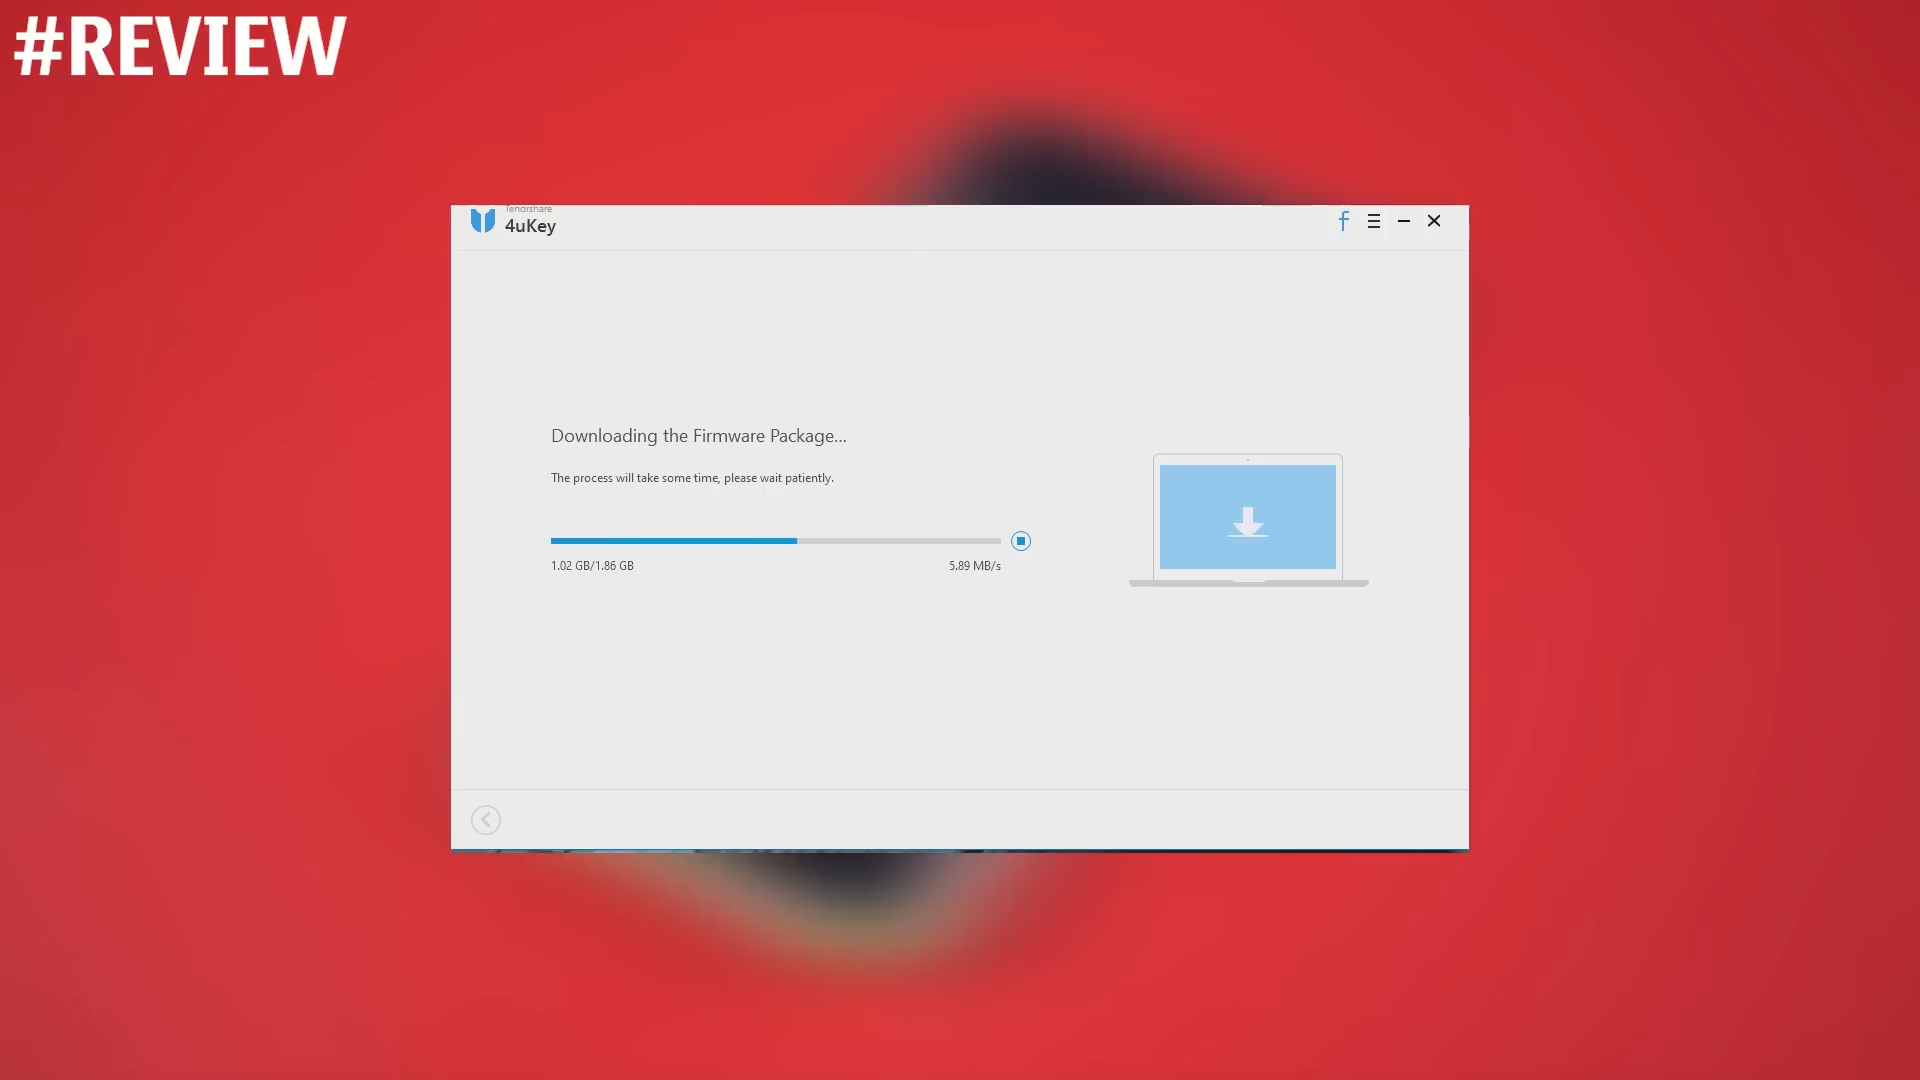 #REVIEW
Tenorshare
4uKey
Downloading the Firmware Package...
The process will take some time, please wait patiently.
1.02 GB/1.86 GB
5.89 MB/s